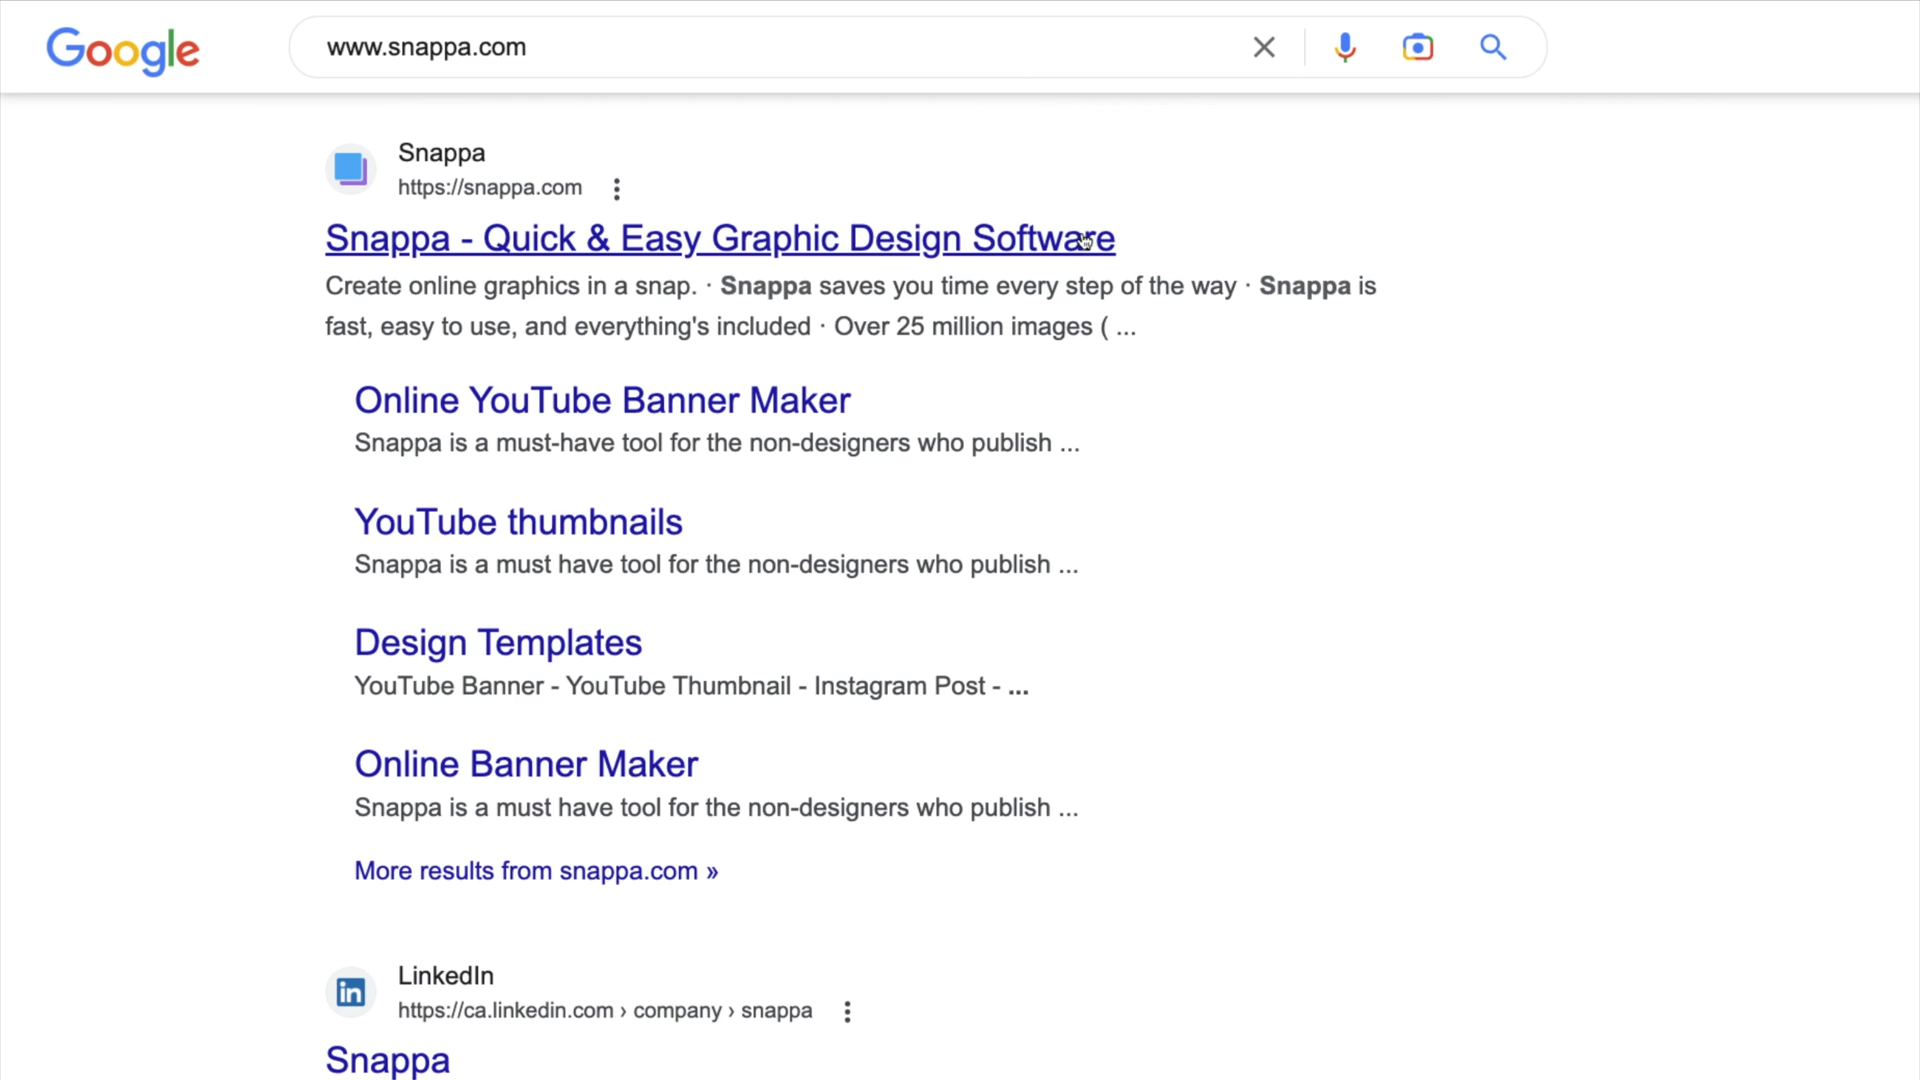 Google
www.snappa.com
Snappa
https://snappa.com
Snappa - Quick & Easy Graphic Design Software
Create online graphics in a snap. · Snappa saves you time every step of the way · Snappa is
fast, easy to use, and everything's included · Over 25 million images ( ...
Online YouTube Banner Maker
Snappa is a must-have tool for the non-designers who publish ...
YouTube thumbnails
Snappa is a must have tool for the non-designers who publish ...
Design Templates
YouTube Banner - YouTube Thumbnail - Instagram Post - ...
Online Banner Maker
Snappa is a must have tool for the non-designers who publish ...
More results from snappa.com »
in
LinkedIn
https://ca.linkedin.com › company › snappa
Snappa